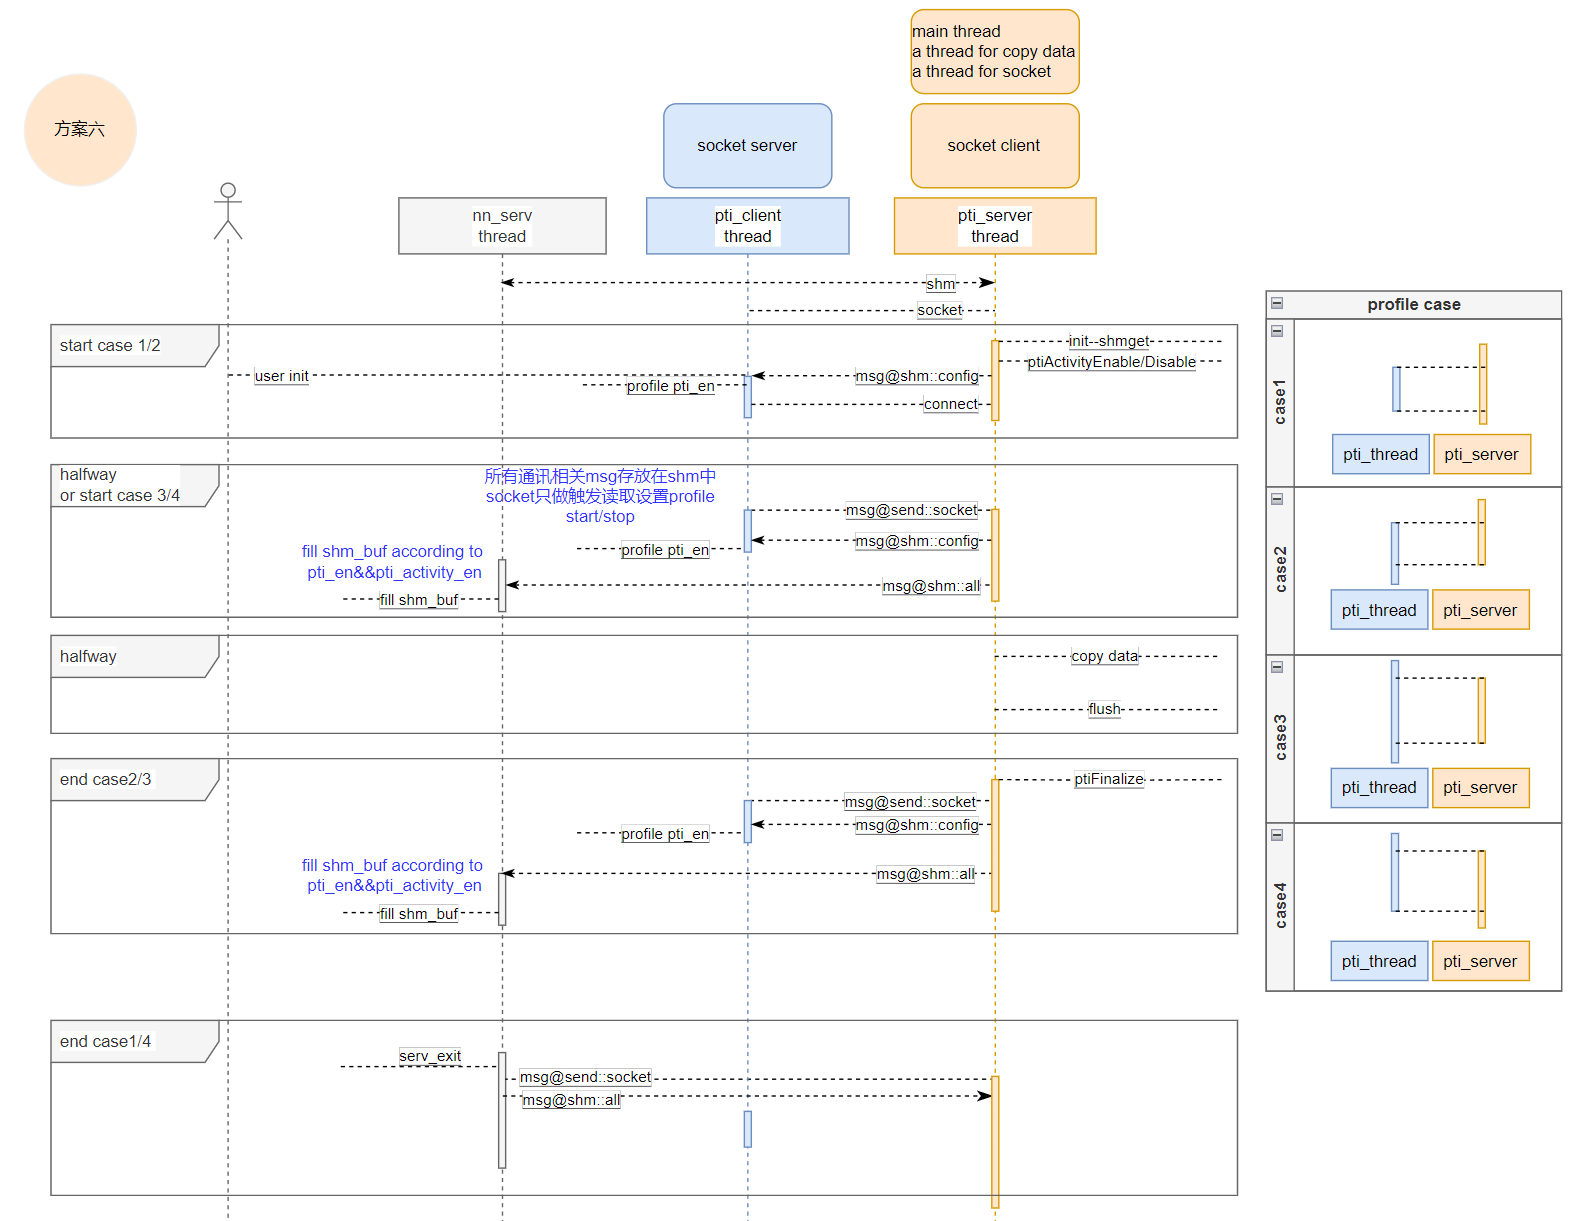 main thread
a thread for copy data
a thread for socket
方案六
socket server
socket client
nn_serv
thread
pti_client
thread
pti_server
thread
shm
socket
start case 1/2
init--shmget
ptiActivityEnable/Disable
user init
msg@shm::config
profile pti_en
connect
halfway
or start case 3/4
所有通讯相关msg存放在shm中
socket只做触发读取设置profile
start/stop
msg@send::socket
msg@shm::config
profile pti_en
fill shm_buf according to
pti_en&&pti_activity_en
msg@shm::all
fill shm_buf
halfway
copy data
flush
end case2/3
ptiFinalize
msg@send::socket
msg@shm::config
profile pti_en
fill shm_buf according to
pti_en&&pti_activity_en
msg@shm::all
fill shm_buf
end case1/4
serv_exit
msg@send::socket
msg@shm::all
profile case
case1
pti_thread
pti_server
case2
pti_thread
pti_server
case3
pti_thread
pti_server
case4
pti_thread
pti_server